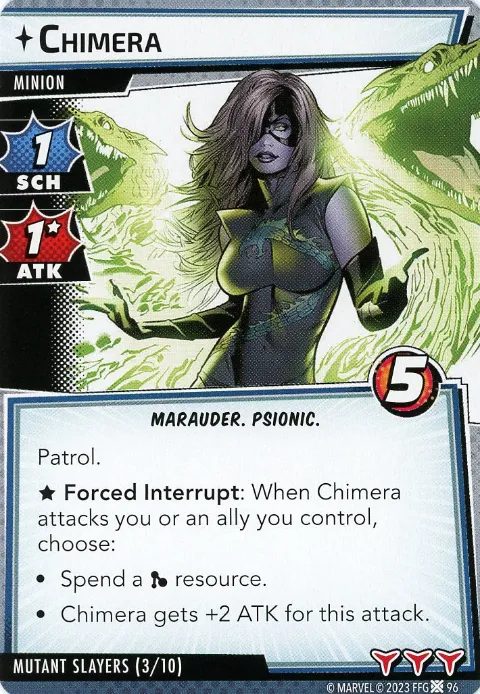 CHIMERA
MINION
1
SCH
1*
ATK
5
MARAUDER. PSIONIC.
Patrol.
★ Forced Interrupt: When Chimera
attacks you or an ally you control,
choose:
• Spend a resource.
• Chimera gets +2 ATK for this attack.
MUTANT SLAYERS (3/10)
© MARVEL © 2023 FFG 96